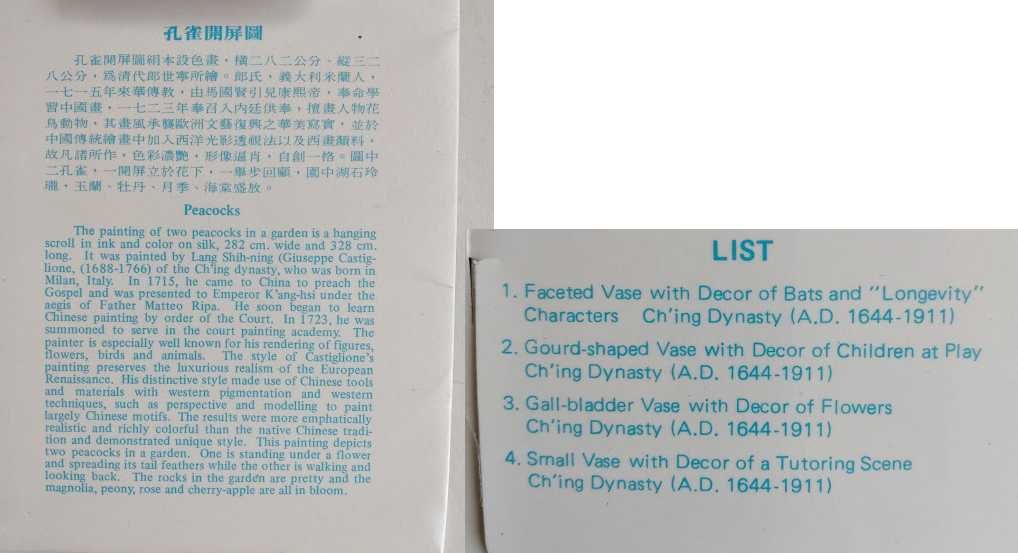 孔雀開屏圖
孔雀開屏圖絹本設色畫，橫二八二公分、縱三二
八公分，爲清代郎世寧所繪。郎氏，義大利米蘭人，
一七一五年來華傳教，由馬國賢引見康熙帝，奉命學
習中國畫，一七二三年奉召入內廷供奉，擅畫人物花
鳥動物，其畫風承襲歐洲文藝復興之華美寫實，並於
中國傳統繪畫中加入西洋光影透視法以及西畫顏料，
故凡諸所作，色彩濃艷，形像逼肖，自創一格。圖中
二孔雀，一開屏立於花下，一舉步回顧，園中湖石玲
瓏，玉蘭、牡丹、月季、海棠盛放。
Peacocks
The painting of two peacocks in a garden is a hanging
scroll in ink and color on silk, 282 cm. wide and 328 cm.
long. It was painted by Lang Shih-ning (Giuseppe Castig-
lione, (1688-1766) of the Ch'ing dynasty, who was born in
Milan, Italy. In 1715, he came to China to preach the
Gospel and was presented to Emperor K'ang-hsi under the
aegis of Father Matteo Ripa. He soon began to learn
Chinese painting by order of the Court. In 1723, he was
summoned to serve in the court painting academy. The
painter is especially well known for his rendering of figures,
flowers, birds and animals. The style of Castiglione's
painting preserves the luxurious realism of the European
Renaissance. His distinctive style made use of Chinese tools
and materials with western pigmentation and western
techniques, such as perspective and modelling to paint
largely Chinese motifs. The results were more emphatically
realistic and richly colorful than the native Chinese tradi-
tion and demonstrated unique style. This painting depicts
two peacocks in a garden. One is standing under a flower
and spreading its tail feathers while the other is walking and
looking back. The rocks in the garden are pretty and the
magnolia, peony, rose and cherry-apple are all in bloom.
LIST
1. Faceted Vase with Decor of Bats and "Longevity"
Characters Ch'ing Dynasty (A.D. 1644-1911)
2. Gourd-shaped Vase with Decor of Children at Play
Ch'ing Dynasty (A.D. 1644-1911)
3. Gall-bladder Vase with Decor of Flowers
Ch'ing Dynasty (A.D. 1644-1911)
4. Small Vase with Decor of a Tutoring Scene
Ch'ing Dynasty (A.D. 1644-1911)